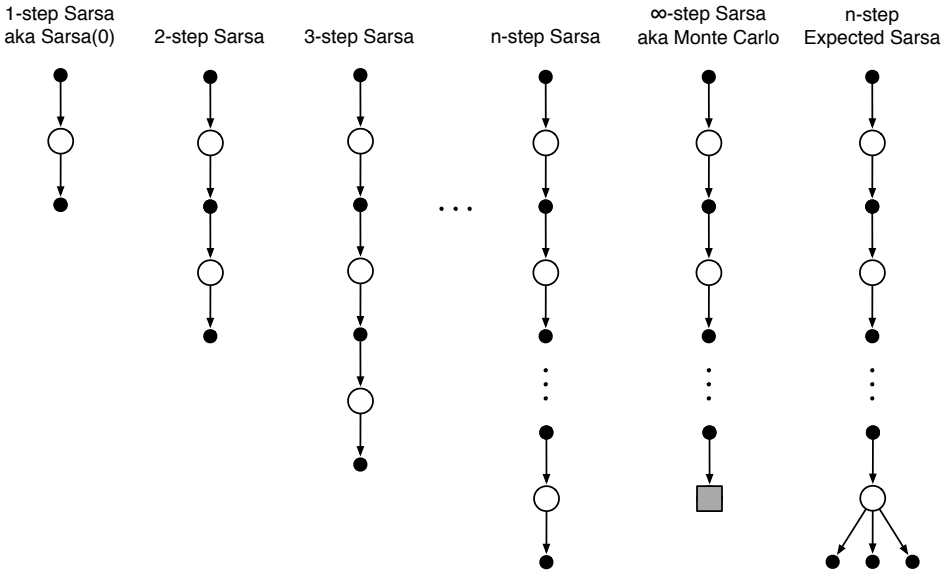 1-step Sarsa
aka Sarsa(0)
2-step Sarsa
3-step Sarsa
n-step Sarsa
∞-step Sarsa
aka Monte Carlo
n-step
Expected Sarsa